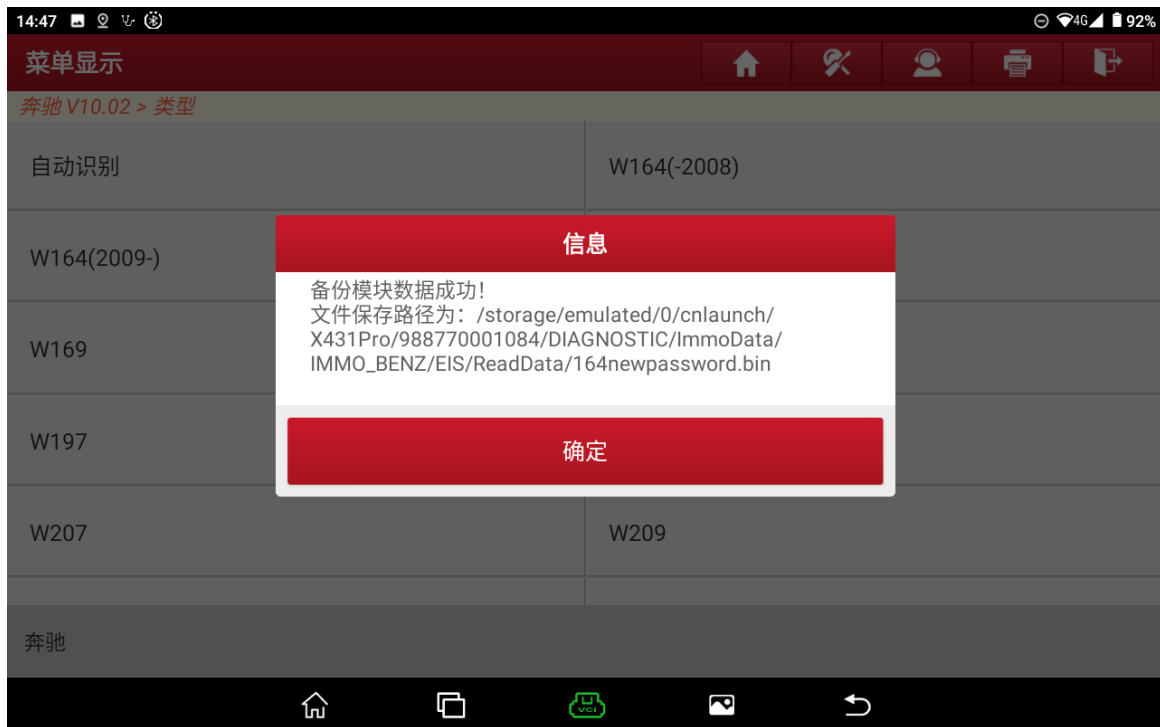 14:47
4G 92%
菜单显示
奔驰 V10.02 > 类型
自动识别
W164(-2008)
W164(2009-)
信息
备份模块数据成功！
文件保存路径为：/storage/emulated/0/cnlaunch/
X431Pro/988770001084/DIAGNOSTIC/ImmoData/
IMMO_BENZ/EIS/ReadData/164newpassword.bin
W169
W197
确定
W207
W209
奔驰
VCI